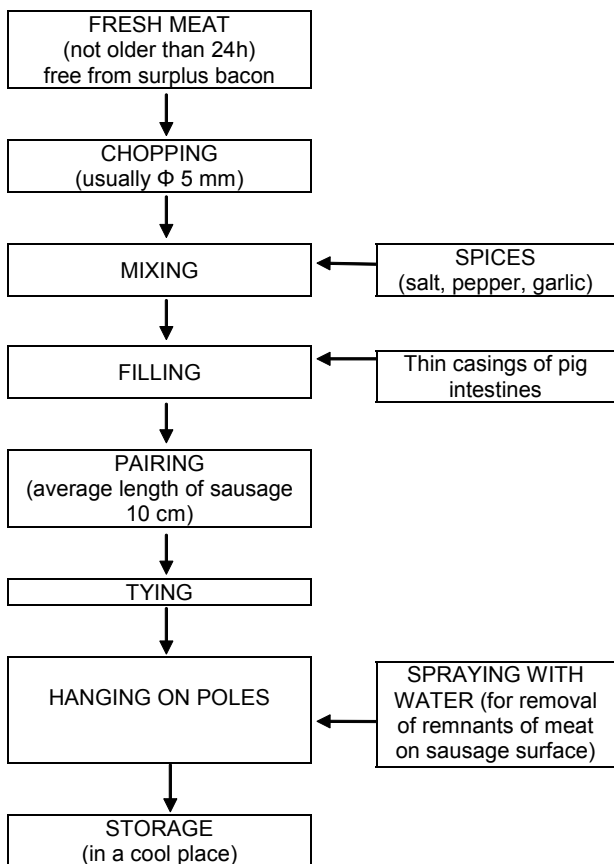 FRESH MEAT
(not older than 24h)
free from surplus bacon
CHOPPING
(usually Φ 5 mm)
MIXING
SPICES
(salt, pepper, garlic)
FILLING
Thin casings of pig
intestines
PAIRING
(average length of sausage
10 cm)
TYING
HANGING ON POLES
SPRAYING WITH
WATER (for removal
of remnants of meat
on sausage surface)
STORAGE
(in a cool place)